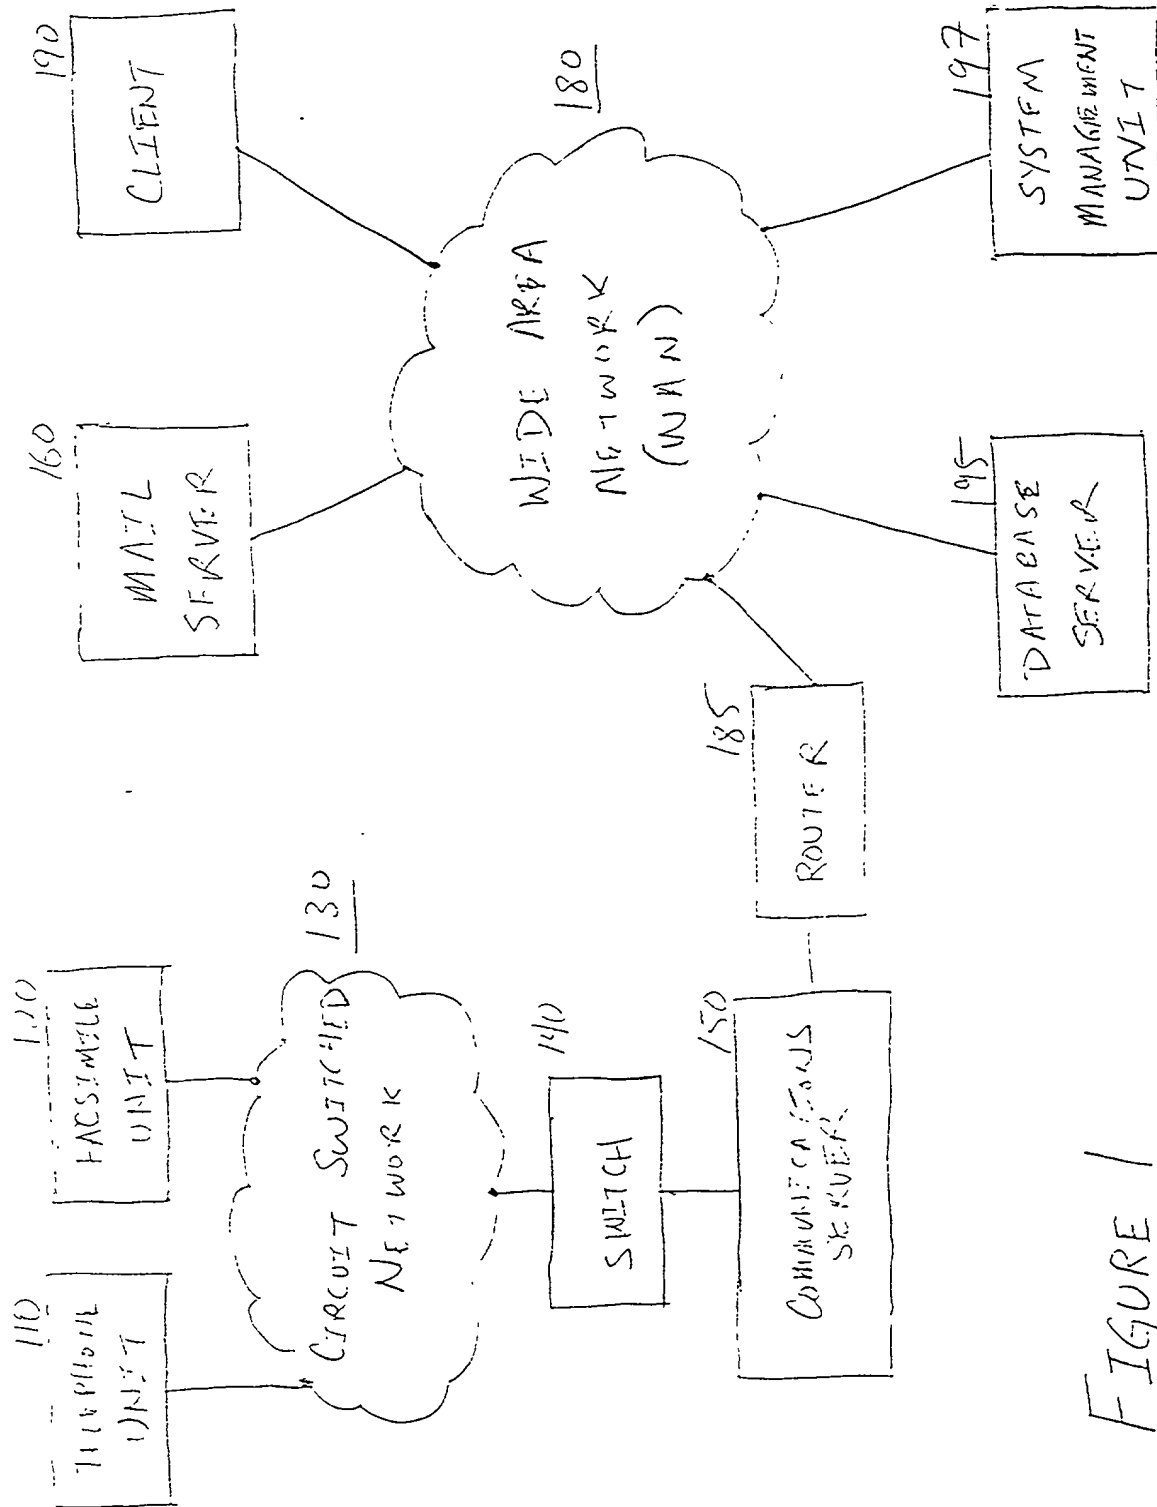 110
TELEPHONE
UNIT
120
FACSIMILE
UNIT
130
CIRCUIT SWITCHED
NETWORK
140
SWITCH
150
COMMUNICATIONS
SERVER
185
ROUTER
160
MAIL
SERVER
190
CLIENT
180
WIDE AREA
NETWORK
(WAN)
195
DATABASE
SERVER
197
SYSTEM
MANAGEMENT
UNIT
FIGURE 1